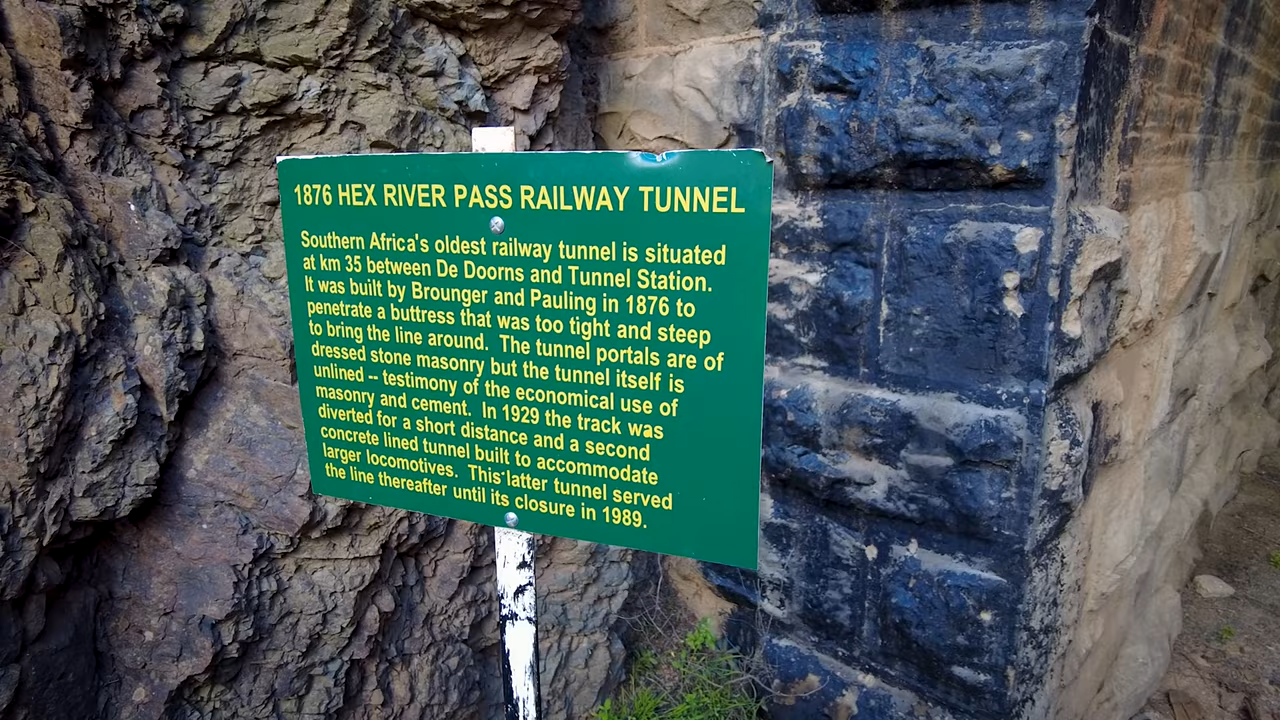 1876 HEX RIVER PASS RAILWAY TUNNEL
Southern Africa's oldest railway tunnel is situated
at km 35 between De Doorns and Tunnel Station.
It was built by Brounger and Pauling in 1876 to
penetrate a buttress that was too tight and steep
to bring the line around.  The tunnel portals are of
dressed stone masonry but the tunnel itself is
unlined -- testimony of the economical use of
masonry and cement.  In 1929 the track was
diverted for a short distance and a second
concrete lined tunnel built to accommodate
larger locomotives.  This latter tunnel served
the line thereafter until its closure in 1989.